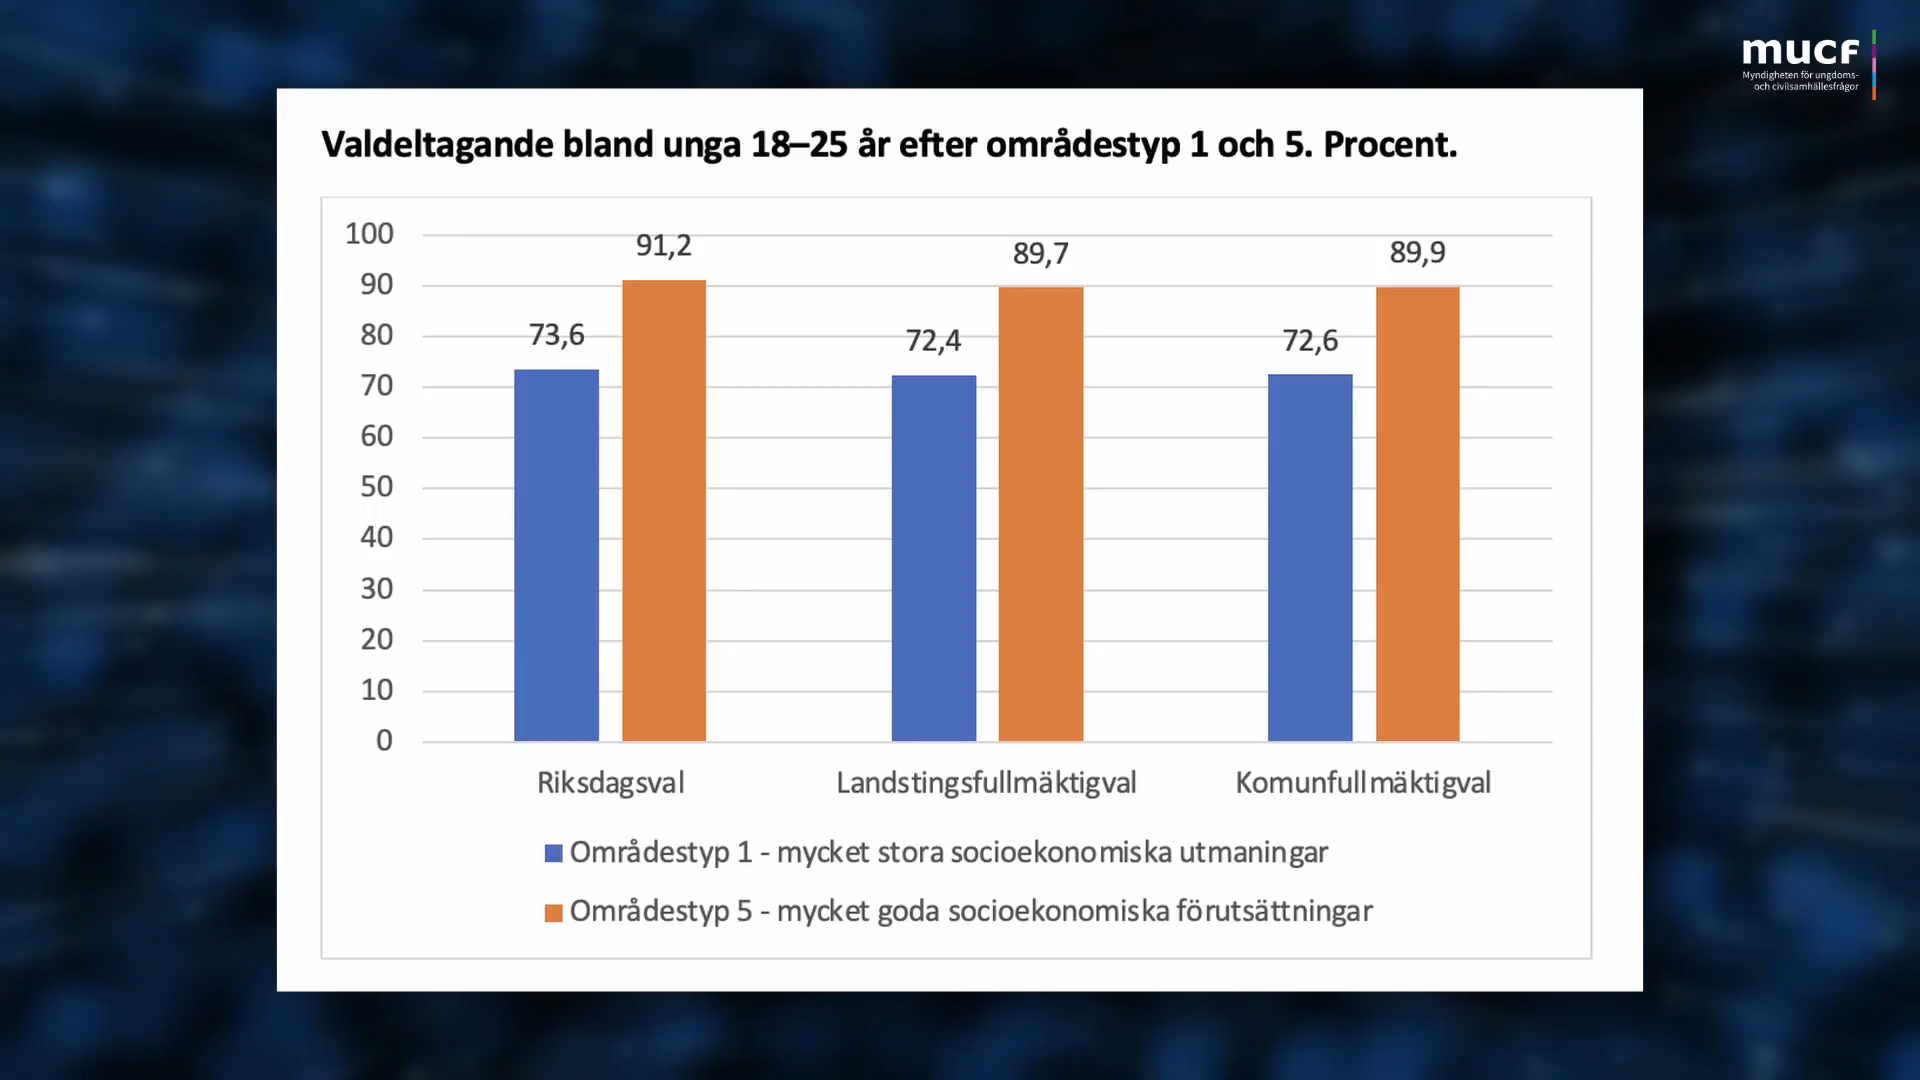 mucf
Myndigheten för ungdoms-
och civilsamhällesfrågor
Valdeltagande bland unga 18–25 år efter områdestyp 1 och 5. Procent.
100
90
80
70
60
50
40
30
20
10
0
73,6
91,2
72,4
89,7
72,6
89,9
Riksdagsval
Landstingsfullmäktigval
Komunfullmäktigval
Områdestyp 1 - mycket stora socioekonomiska utmaningar
Områdestyp 5 - mycket goda socioekonomiska förutsättningar